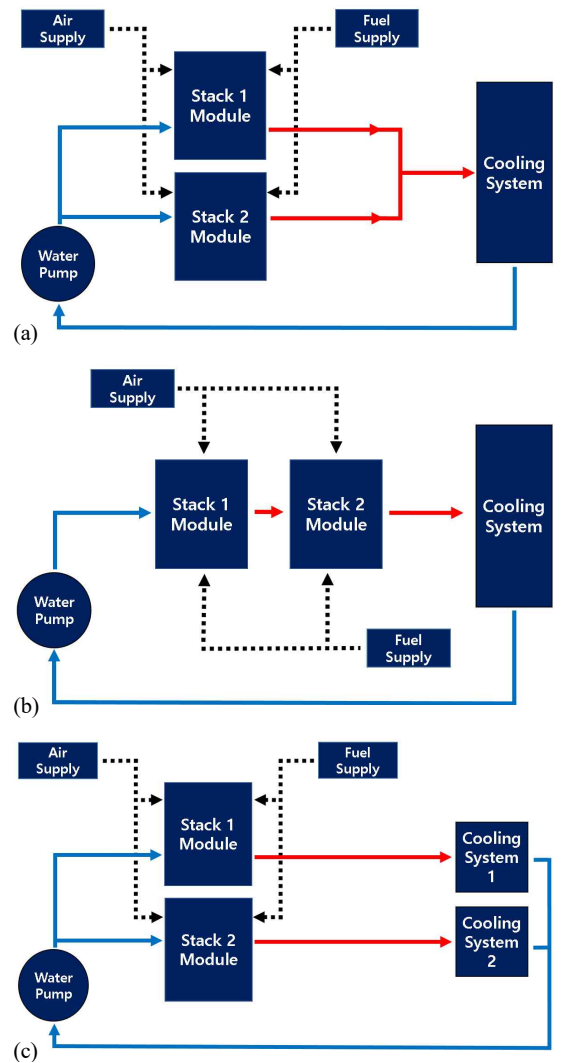 Air
Supply
Fuel
Supply
Stack 1
Module
Stack 2
Module
Cooling
System
Water
Pump
(a)
Air
Supply
Stack 1
Module
Stack 2
Module
Cooling
System
Water
Pump
Fuel
Supply
(b)
Air
Supply
Fuel
Supply
Stack 1
Module
Cooling
System
1
Stack 2
Module
Cooling
System
2
Water
Pump
(c)